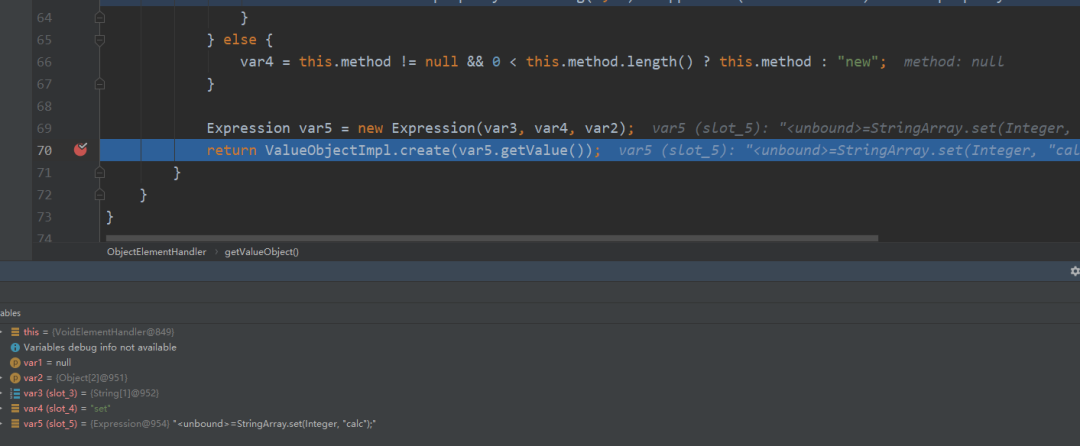 64 }
65 } else {
66 var4 = this.method != null && 0 < this.method.length() ? this.method : "new"; method: null
67 }
68
69 Expression var5 = new Expression(var3, var4, var2); var5 (slot_5): "<unbound>=StringArray.set(Integer,
70 return ValueObjectImpl.create(var5.getValue()); var5 (slot_5): "<unbound>=StringArray.set(Integer, "cal
71 }
72 }
73 }
74
ObjectElementHandler › getValueObject()
ables
this = {VoidElementHandler@849}
Variables debug info not available
var1 = null
var2 = {Object[2]@951}
var3 (slot_3) = {String[1]@952}
var4 (slot_4) = "set"
var5 (slot_5) = {Expression@954} "<unbound>=StringArray.set(Integer, "calc");"